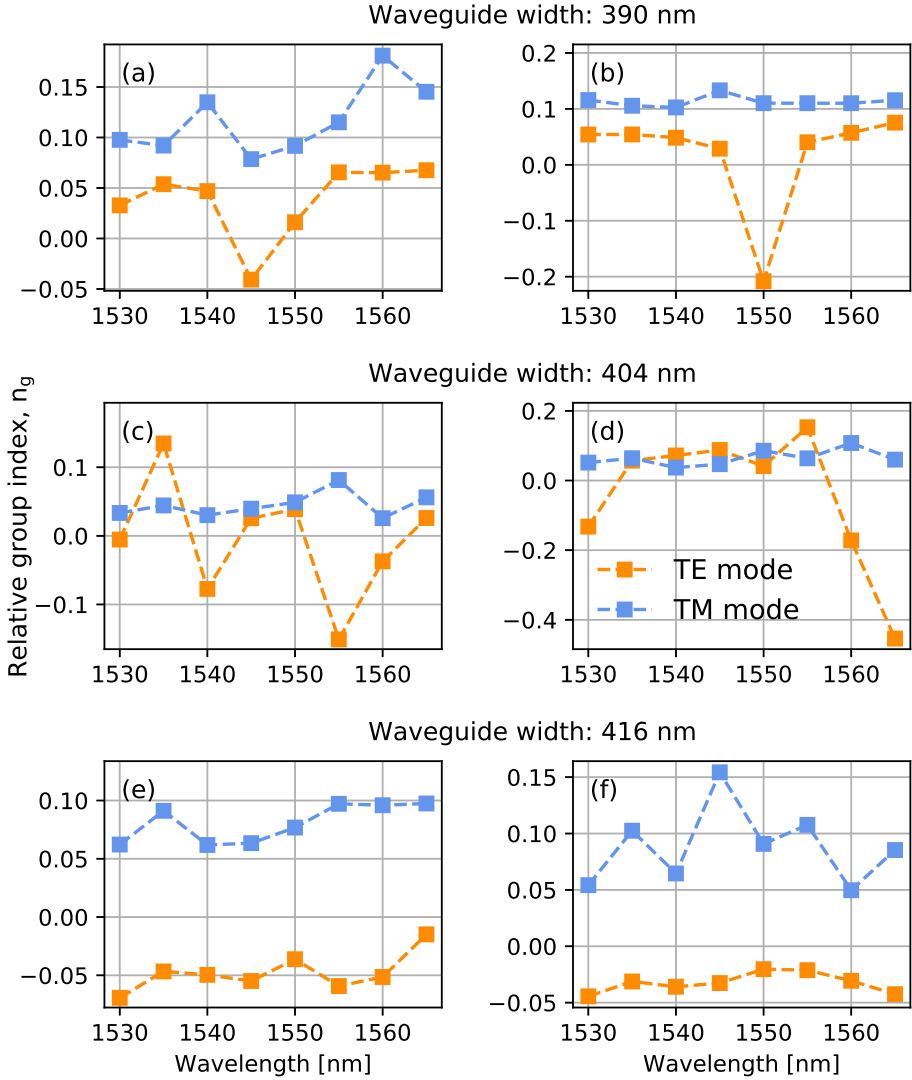 Waveguide width: 390 nm
(a)
0.15
0.10
0.05
0.00
−0.05
1530 1540 1550 1560
(b)
0.2
0.1
0.0
−0.1
−0.2
1530 1540 1550 1560
Relative group index, ng
Waveguide width: 404 nm
(c)
0.1
0.0
−0.1
1530 1540 1550 1560
(d)
0.2
0.0
−0.2
−0.4
TE mode
TM mode
1530 1540 1550 1560
Waveguide width: 416 nm
(e)
0.10
0.05
0.00
−0.05
1530 1540 1550 1560
Wavelength [nm]
(f)
0.15
0.10
0.05
0.00
−0.05
1530 1540 1550 1560
Wavelength [nm]